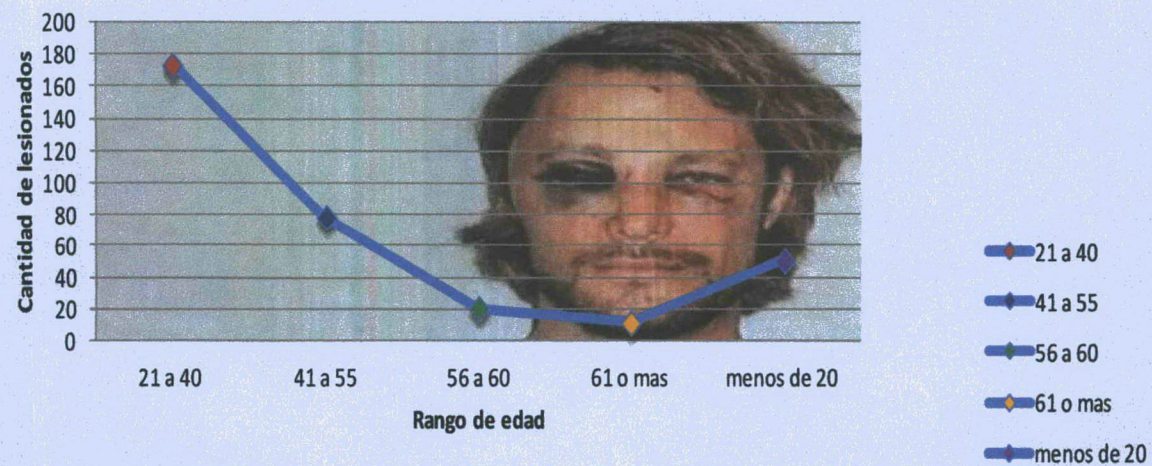 Cantidad de lesionados
200
180
160
140
120
100
80
60
40
20
0
21 a 40
41 a 55
56 a 60
61 o mas
menos de 20
Rango de edad
21 a 40
41 a 55
56 a 60
61 o mas
menos de 20